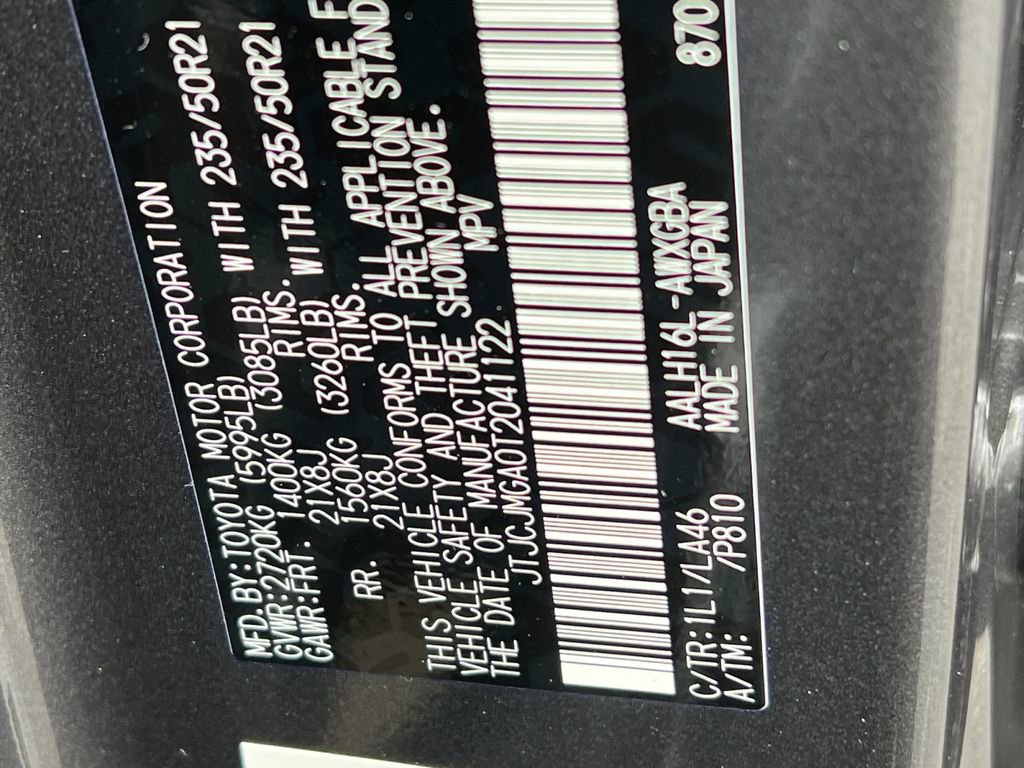 MFD.BY:TOYOTA MOTOR CORPORATION
GVWR:2720KG (5995LB)
GAWR:FRT. 1400KG (3085LB) WITH 235/50R21
21X8J RIMS.
RR. 1560KG (3260LB) WITH 235/50R21
21X8J RIMS.
THIS VEHICLE CONFORMS TO ALL APPLICABLE F
VEHICLE SAFETY AND THEFT PREVENTION STAND
THE DATE OF MANUFACTURE SHOWN ABOVE.
JTJCJMGA0T2041122 MPV
C/TR:1L1/LA46 AALH16L-AWXGBA
A/TM: /P810 MADE IN JAPAN 870